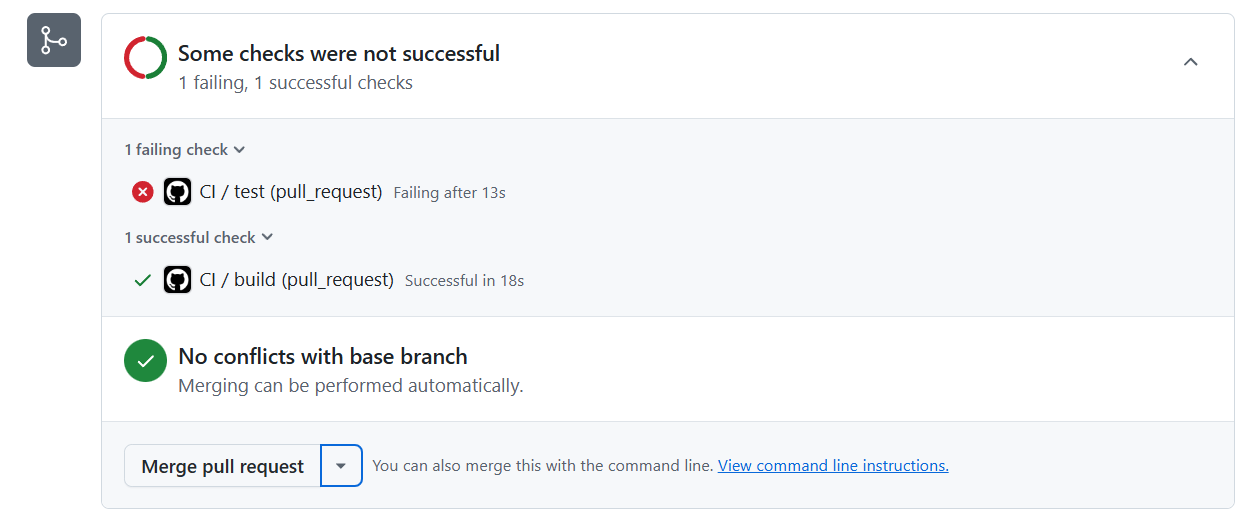 Some checks were not successful
1 failing, 1 successful checks
1 failing check
CI / test (pull_request) Failing after 13s
1 successful check
CI / build (pull_request) Successful in 18s
No conflicts with base branch
Merging can be performed automatically.
Merge pull request You can also merge this with the command line. View command line instructions.